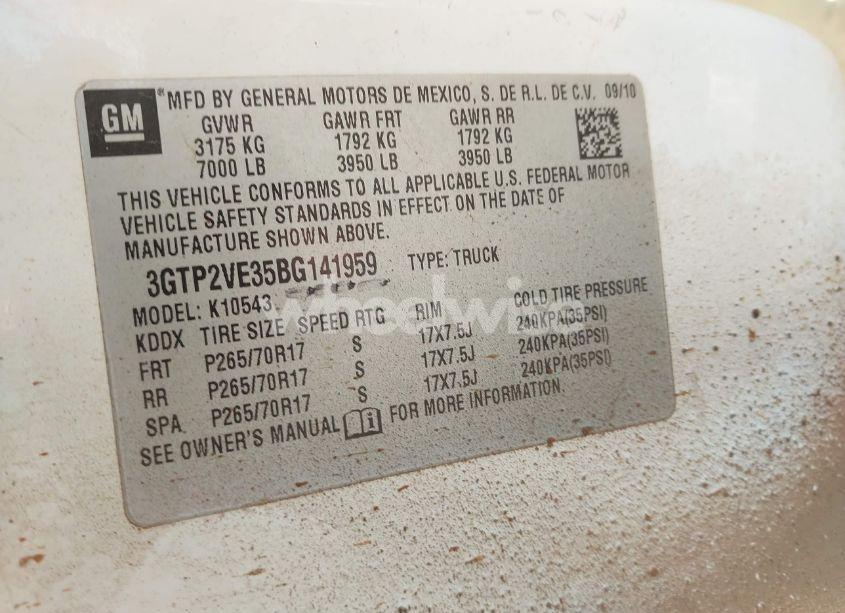 GM ® MFD BY GENERAL MOTORS DE MEXICO, S. DE R.L. DE C.V. 09/10
GVWR GAWR FRT GAWR RR
3175 KG 1792 KG 1792 KG
7000 LB 3950 LB 3950 LB
THIS VEHICLE CONFORMS TO ALL APPLICABLE U.S. FEDERAL MOTOR
VEHICLE SAFETY STANDARDS IN EFFECT ON THE DATE OF
MANUFACTURE SHOWN ABOVE.
3GTP2VE35BG141959 TYPE: TRUCK
MODEL: K10543
KDDX TIRE SIZE SPEED RTG RIM COLD TIRE PRESSURE
FRT P265/70R17 S 17X7.5J 240KPA(35PSI)
RR P265/70R17 S 17X7.5J 240KPA(35PSI)
SPA P265/70R17 S 17X7.5J 240KPA(35PSI)
SEE OWNER'S MANUAL FOR MORE INFORMATION.